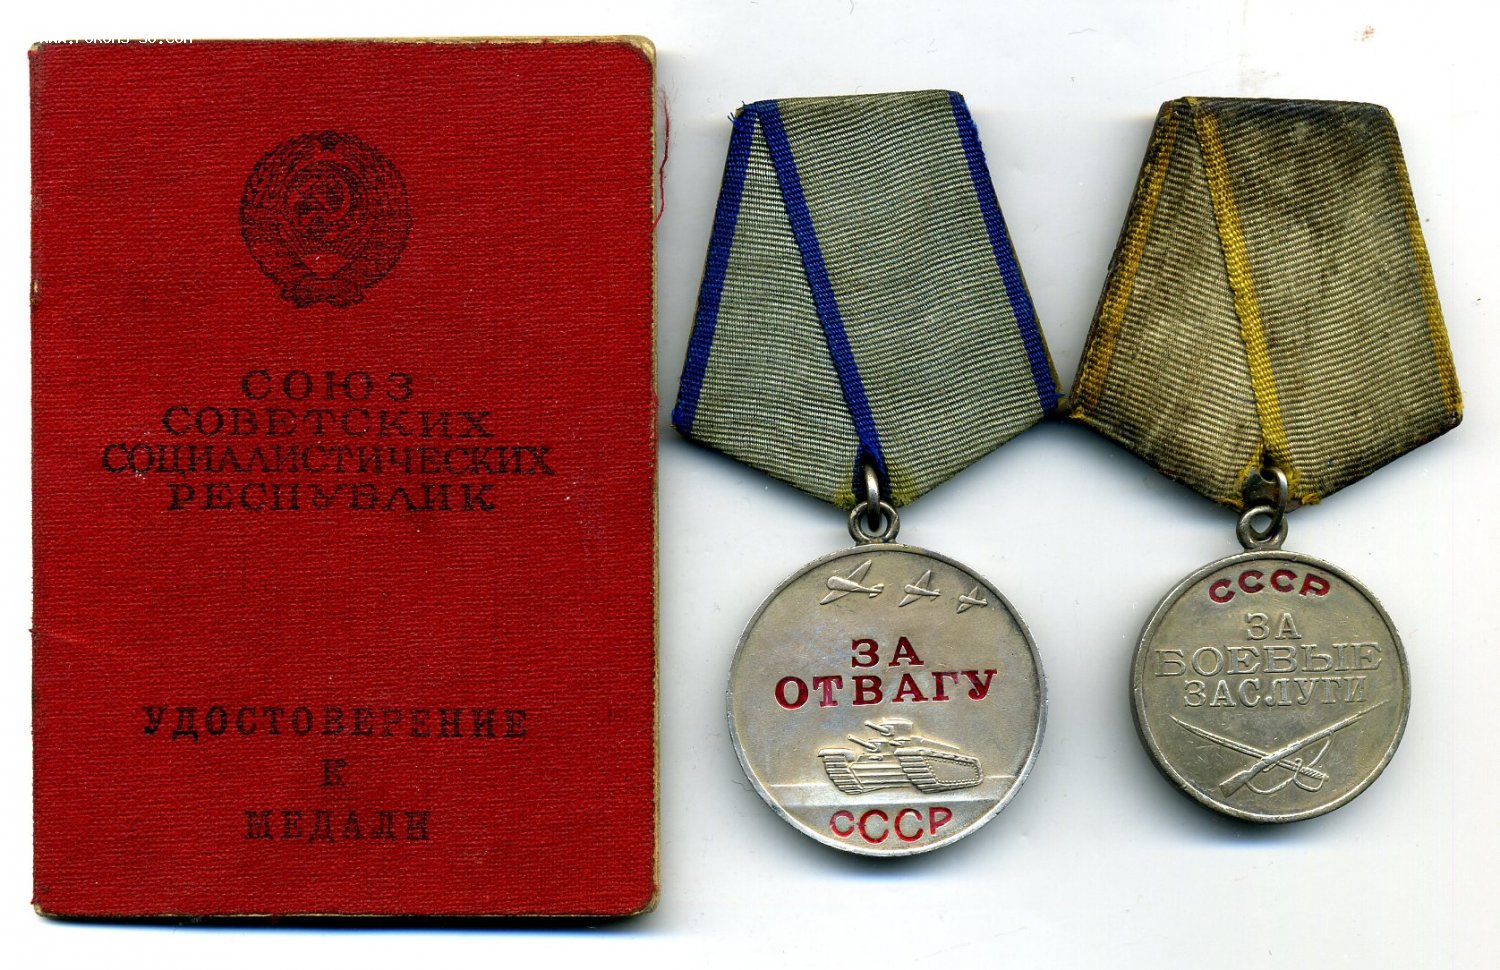 СОЮЗ
СОВЕТСКИХ
СОЦИАЛИСТИЧЕСКИХ
РЕСПУБЛИК
УДОСТОВЕРЕНИЕ
К
МЕДАЛИ
ЗА
ОТВАГУ
СССР
СССР
ЗА
БОЕВЫЕ
ЗАСЛУГИ